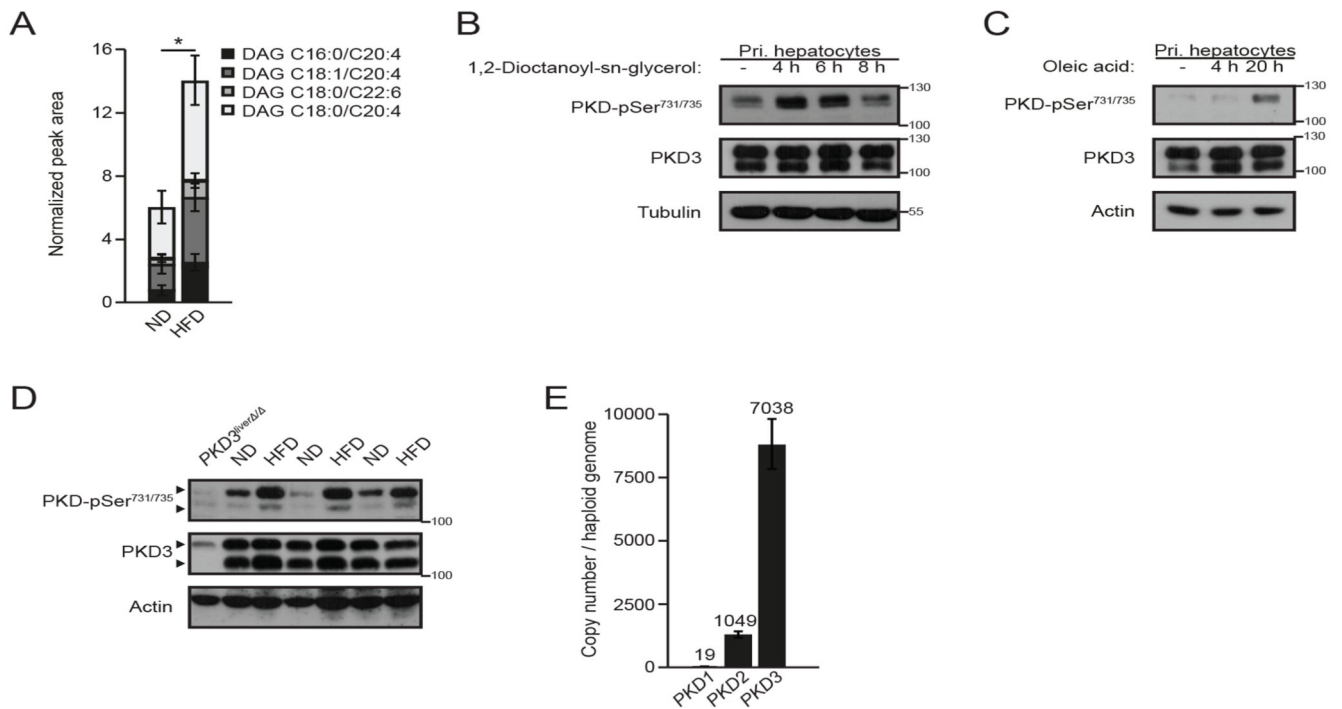 A
16
12
8
4
0
Normalized peak area
*
DAG C16:0/C20:4
DAG C18:1/C20:4
DAG C18:0/C22:6
DAG C18:0/C20:4
ND
HFD
B
Pri. hepatocytes
1,2-Dioctanoyl-sn-glycerol: - 4 h 6 h 8 h
PKD-pSer731/735
130
100
PKD3
130
100
Tubulin
55
C
Pri. hepatocytes
Oleic acid: - 4 h 20 h
PKD-pSer731/735
130
100
PKD3
130
100
Actin
D
PKD3liverΔ/Δ ND HFD ND HFD ND HFD
PKD-pSer731/735
100
PKD3
100
Actin
E
Copy number / haploid genome
10000
7500
5000
2500
0
19
1049
7038
PKD1
PKD2
PKD3